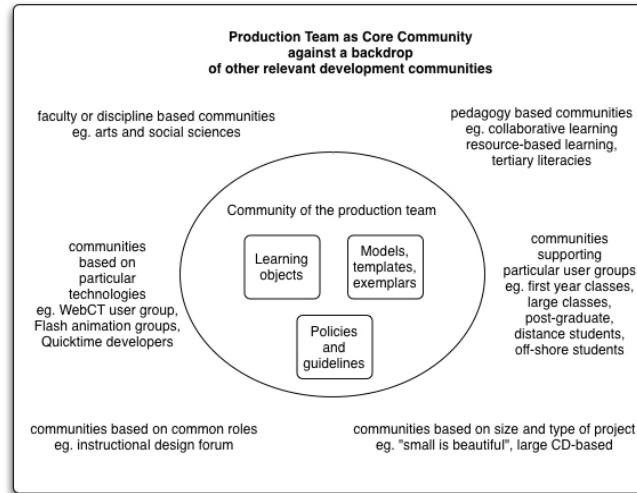 Production Team as Core Community
against a backdrop
of other relevant development communities
faculty or discipline based communities
eg. arts and social sciences
pedagogy based communities
eg. collaborative learning
resource-based learning,
tertiary literacies
Community of the production team
Learning
objects
Models,
templates,
exemplars
Policies
and
guidelines
communities
based on
particular
technologies
eg. WebCT user group,
Flash animation groups,
Quicktime developers
communities
supporting
particular user groups
eg. first year classes,
large classes,
post-graduate,
distance students,
off-shore students
communities based on common roles
eg. instructional design forum
communities based on size and type of project
eg. "small is beautiful", large CD-based